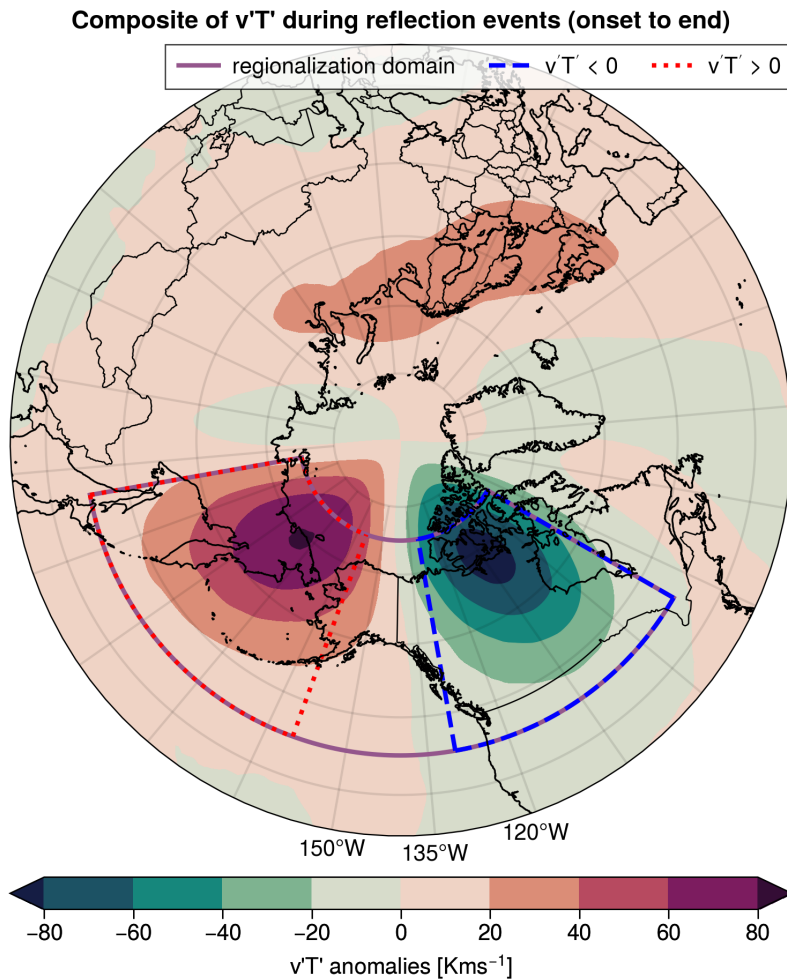 Composite of v'T' during reflection events (onset to end)
regionalization domain v′T′ < 0 v′T′ > 0
150°W 135°W 120°W
−80 −60 −40 −20 0 20 40 60 80
v'T' anomalies [Kms⁻¹]